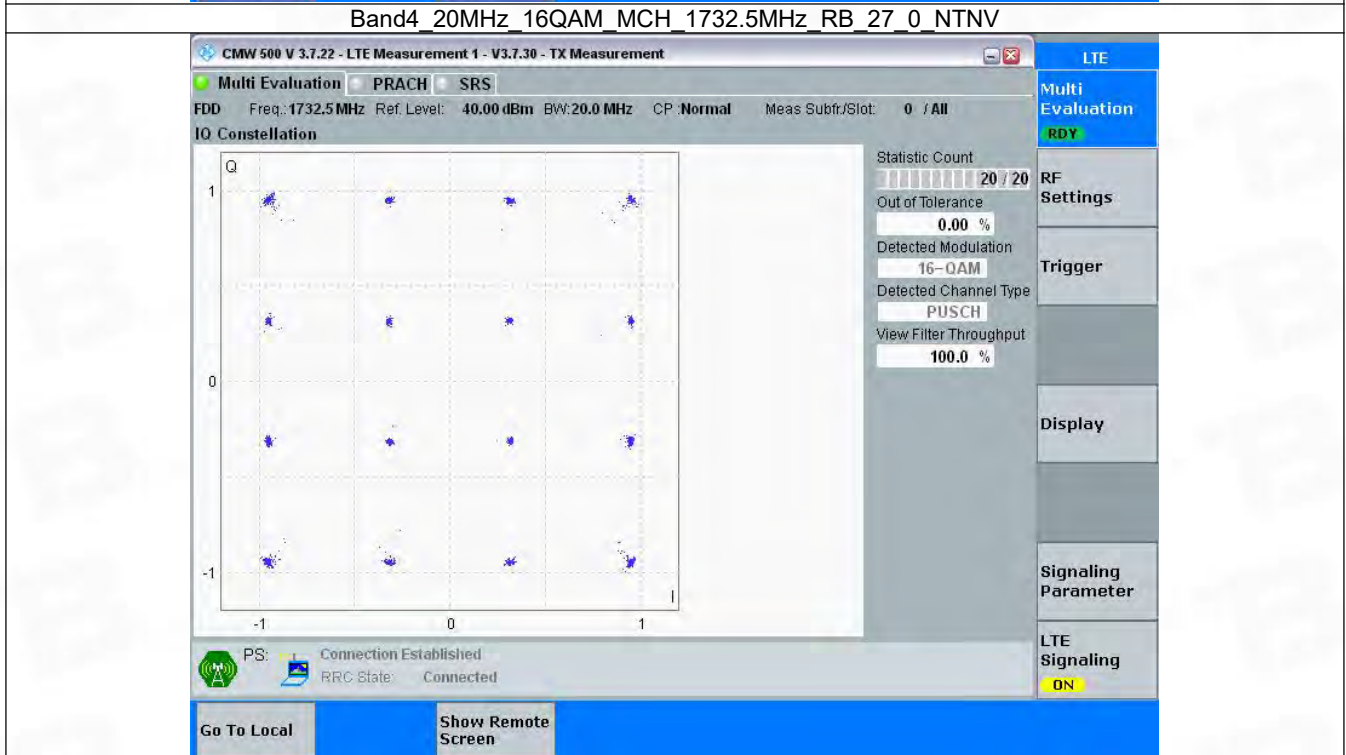 Band4_20MHz_16QAM_MCH_1732.5MHz_RB_27_0_NTNV
CMW 500 V 3.7.22 - LTE Measurement 1 - V3.7.30 - TX Measurement
LTE
Multi Evaluation PRACH SRS
Multi
Evaluation
RDY
FDD Freq.: 1732.5 MHz Ref. Level: 40.00 dBm BW: 20.0 MHz CP :Normal Meas Subfr./Slot: 0 / All
IQ Constellation
Q
1
0
-1
I
-1 0 1
Statistic Count
20 / 20
Out of Tolerance
0.00 %
Detected Modulation
16-QAM
Detected Channel Type
PUSCH
View Filter Throughput
100.0 %
RF
Settings
Trigger
Display
Signaling
Parameter
LTE
Signaling
ON
PS: Connection Established
RRC State: Connected
Go To Local
Show Remote
Screen